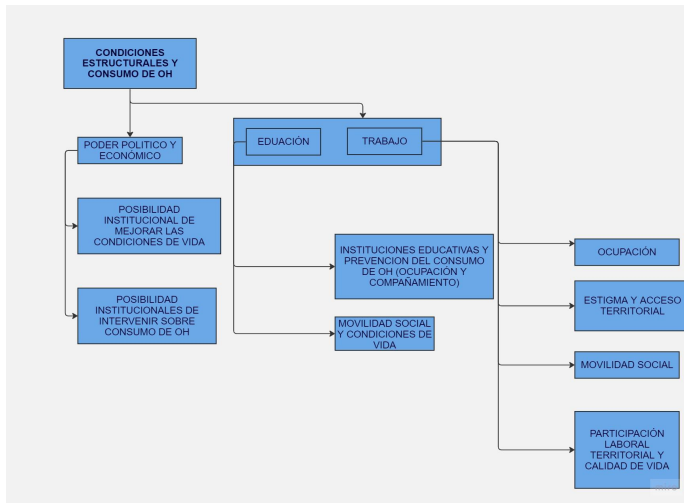 CONDICIONES
ESTRUCTURALES Y
CONSUMO DE OH
PODER POLITICO Y
ECONÓMICO
EDUACIÓN
TRABAJO
POSIBILIDAD
INSTITUCIONAL DE
MEJORAR LAS
CONDICIONES DE VIDA
POSIBILIDAD
INSTITUCIONALES DE
INTERVENIR SOBRE
CONSUMO DE OH
INSTITUCIONES EDUCATIVAS Y
PREVENCION DEL CONSUMO
DE OH (OCUPACIÓN Y
COMPAÑAMIENTO)
MOVILIDAD SOCIAL
Y CONDICIONES DE
VIDA
OCUPACIÓN
ESTIGMA Y ACCESO
TERRITORIAL
MOVILIDAD SOCIAL
PARTICIPACIÓN
LABORAL
TERRITORIAL Y
CALIDAD DE VIDA